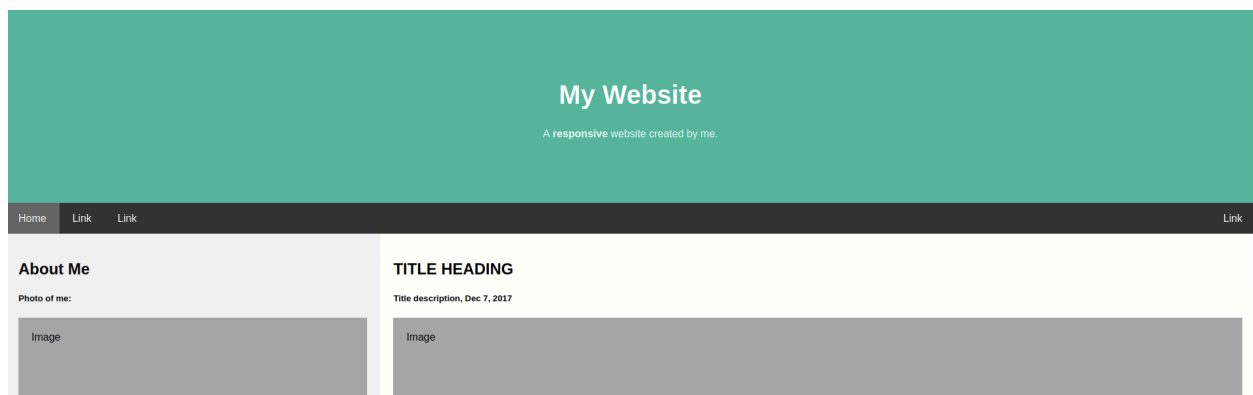 My Website
A responsive website created by me.
Home Link Link Link
About Me
Photo of me:
Image
TITLE HEADING
Title description, Dec 7, 2017
Image